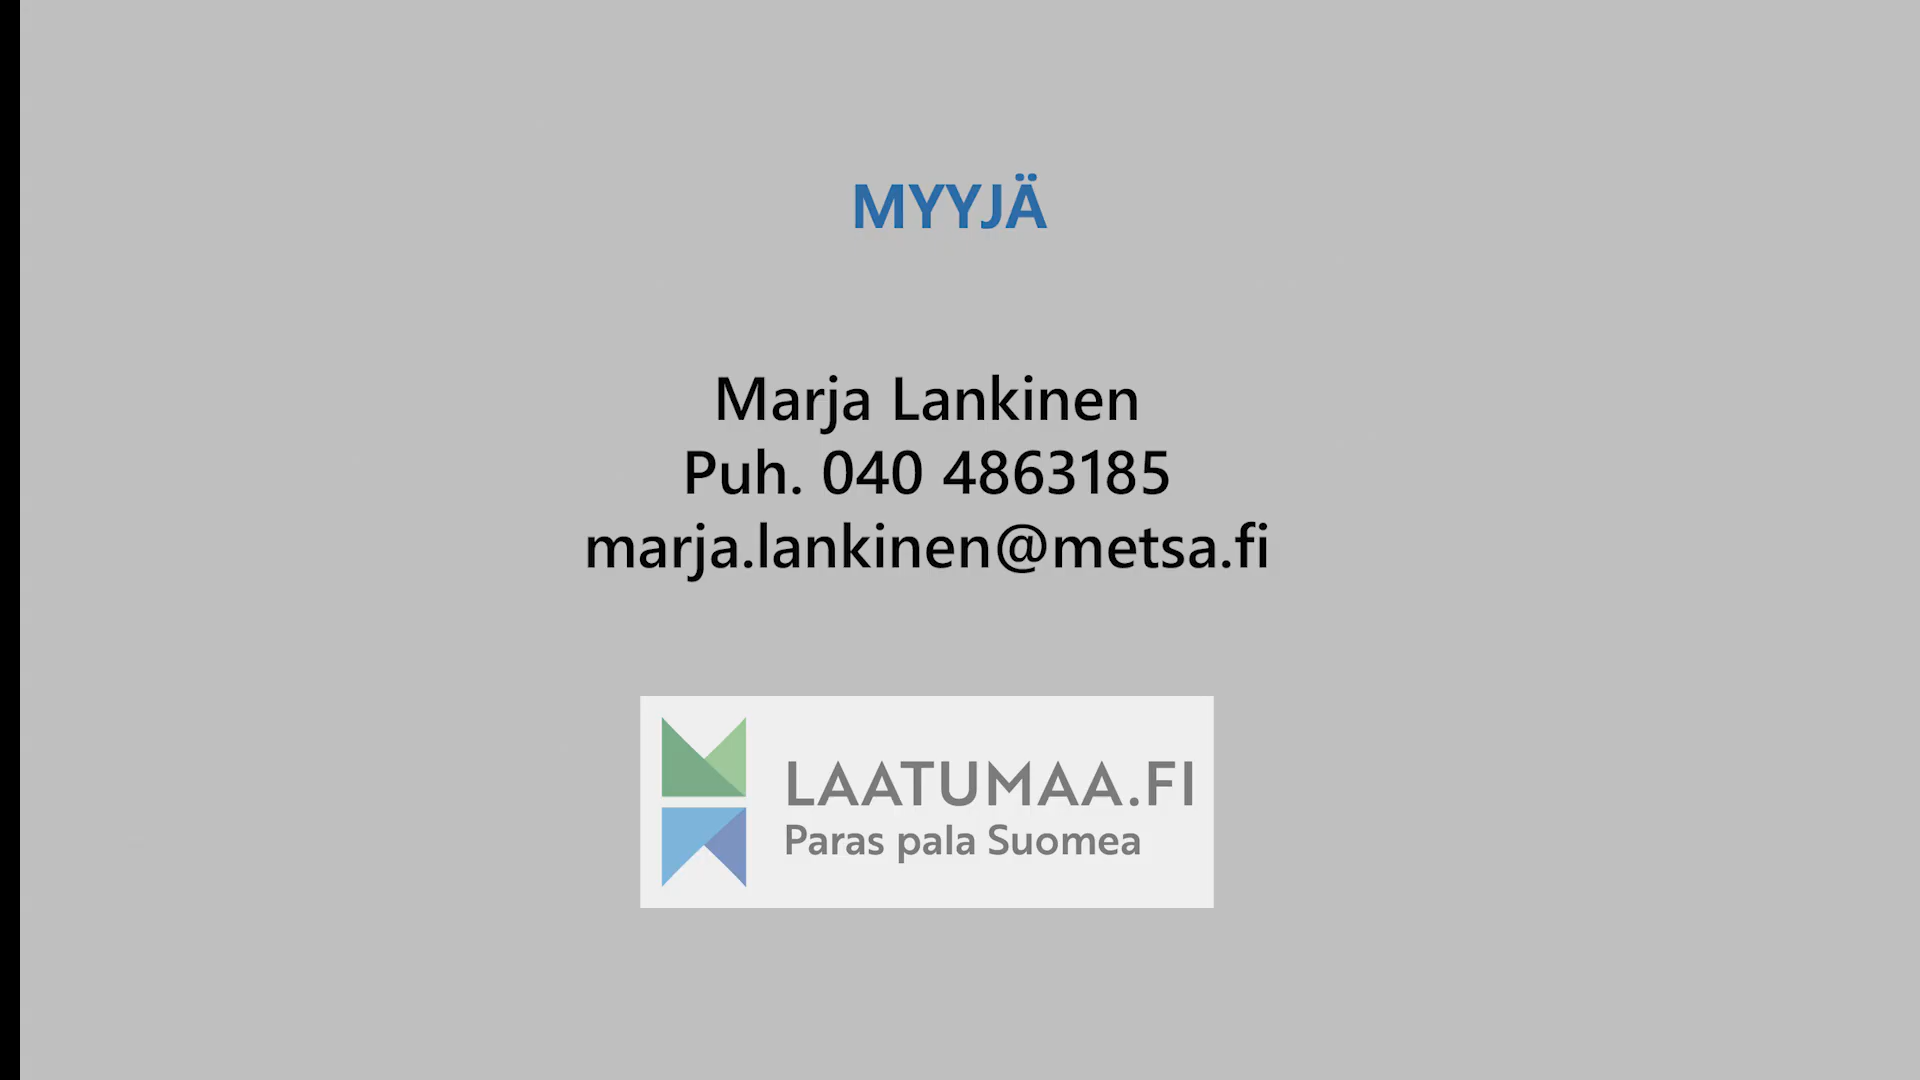 MYYJÄ
Marja Lankinen
Puh. 040 4863185
marja.lankinen@metsa.fi
LAATUMAA.FI
Paras pala Suomea